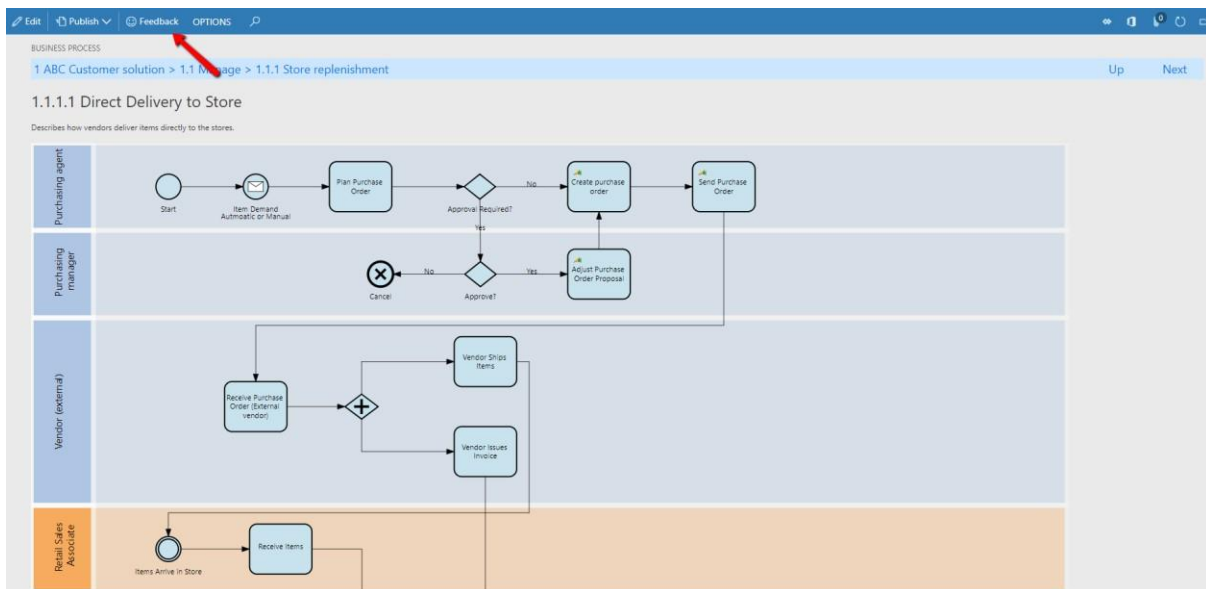 Edit Publish Feedback OPTIONS 0
BUSINESS PROCESS
1 ABC Customer solution > 1.1 Manage > 1.1.1 Store replenishment Up Next
1.1.1.1 Direct Delivery to Store
Describes how vendors deliver items directly to the stores.
Purchasing agent
Start
Item Demand
Autmoatic or Manual
Plan Purchase
Order
Approval Required?
No
Yes
Create purchase
order
Send Purchase
Order
Purchasing
manager
Cancel
No
Approve?
Yes
Adjust Purchase
Order Proposal
Vendor (external)
Receive Purchase
Order (External
vendor)
Vendor Ships
Items
Vendor Issues
Invoice
Retail Sales
Associate
Items Arrive in Store
Receive Items